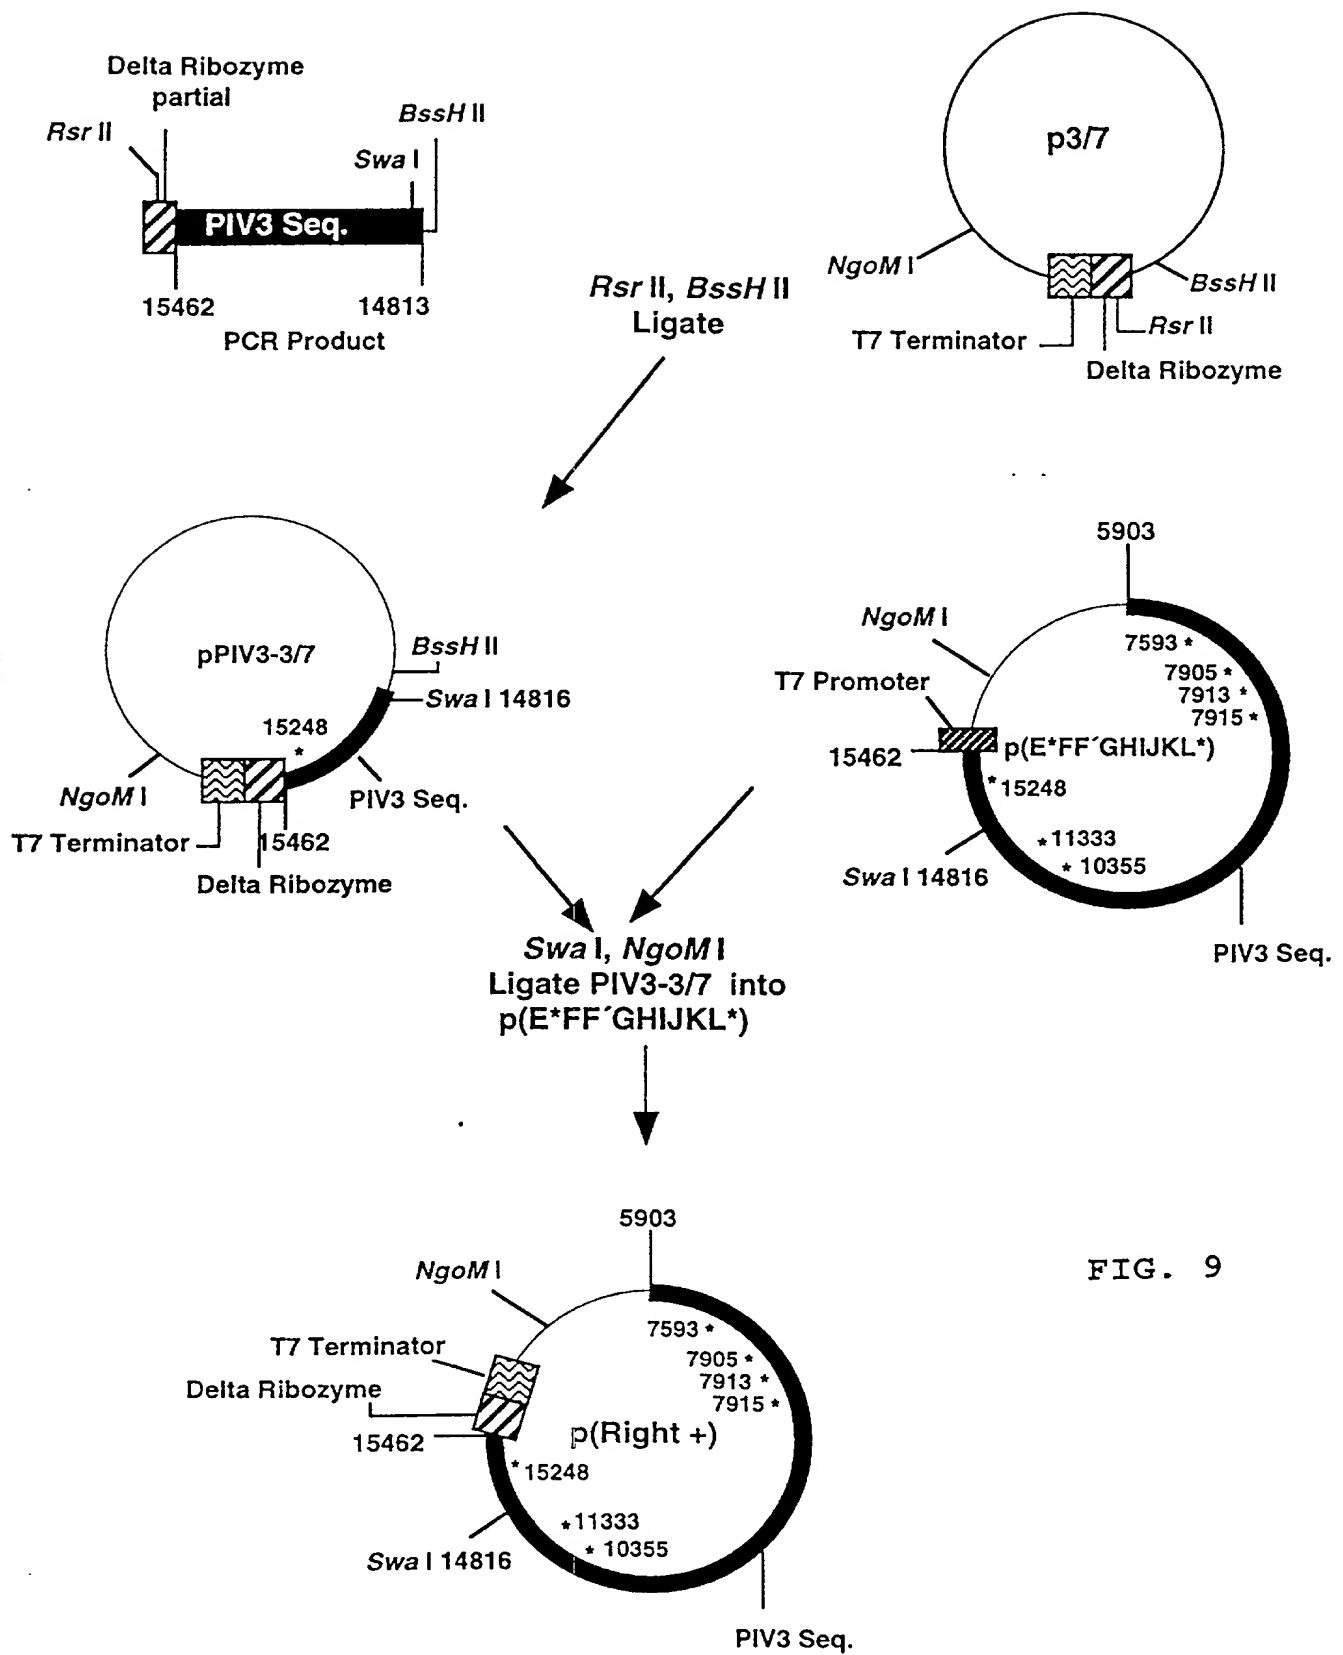 Delta Ribozyme
partial
Rsr II
BssH II
Swa I
PIV3 Seq.
15462
14813
PCR Product
p3/7
NgoM I
BssH II
Rsr II
T7 Terminator
Delta Ribozyme
Rsr II, BssH II
Ligate
pPIV3-3/7
BssH II
Swa I 14816
15248
*
NgoM I
PIV3 Seq.
T7 Terminator
15462
Delta Ribozyme
5903
NgoM I
7593 *
7905 *
7913 *
7915 *
T7 Promoter
p(E*FF´GHIJKL*)
15462
*15248
*11333
* 10355
Swa I 14816
PIV3 Seq.
Swa I, NgoM I
Ligate PIV3-3/7 into
p(E*FF´GHIJKL*)
5903
NgoM I
7593 *
T7 Terminator
7905 *
7913 *
7915 *
Delta Ribozyme
p(Right +)
15462
*15248
*11333
* 10355
Swa I 14816
PIV3 Seq.
FIG. 9